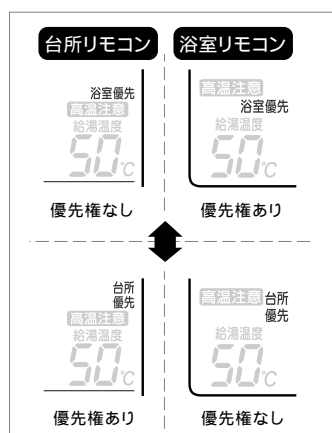 台所リモコン
浴室リモコン
浴室優先
高温注意
給湯温度
50℃
優先権なし
高温注意
浴室優先
給湯温度
50℃
優先権あり
台所
優先
高温注意
給湯温度
50℃
優先権あり
高温注意
台所
優先
給湯温度
50℃
優先権なし